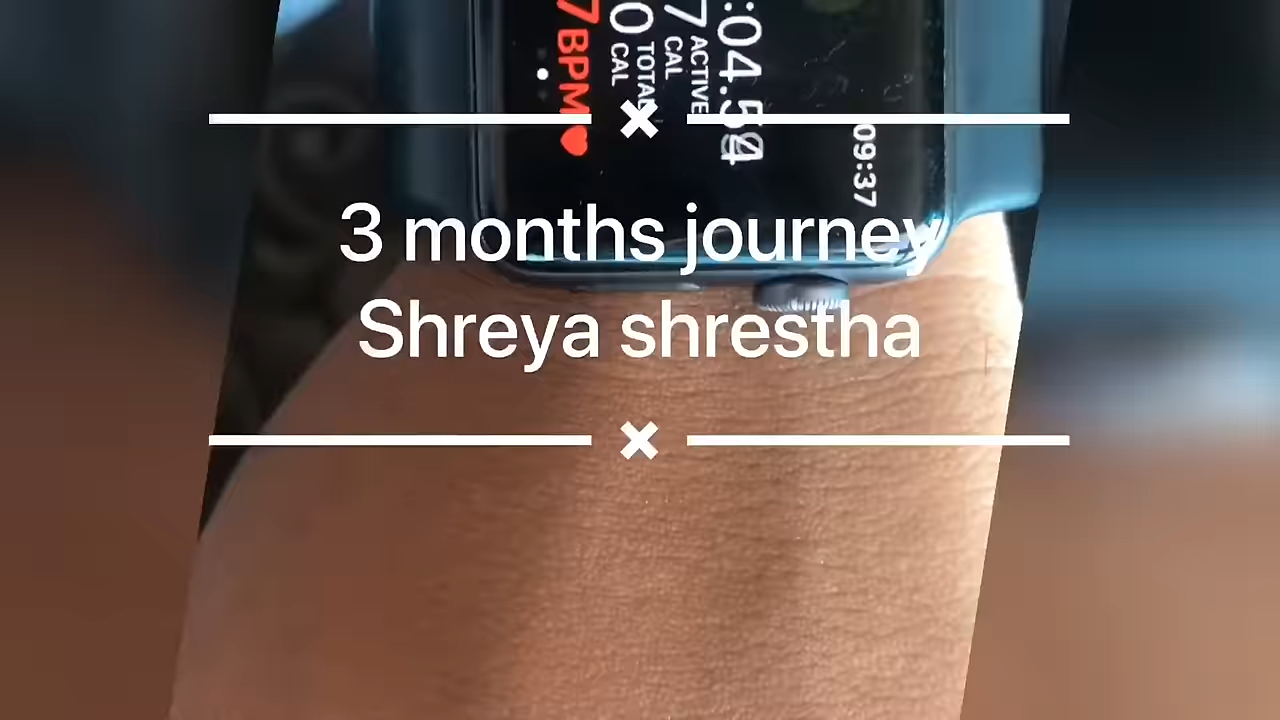 3 months journey
Shreya shrestha
09:37
ACTIVE
CAL
TOTAL
CAL
BPM